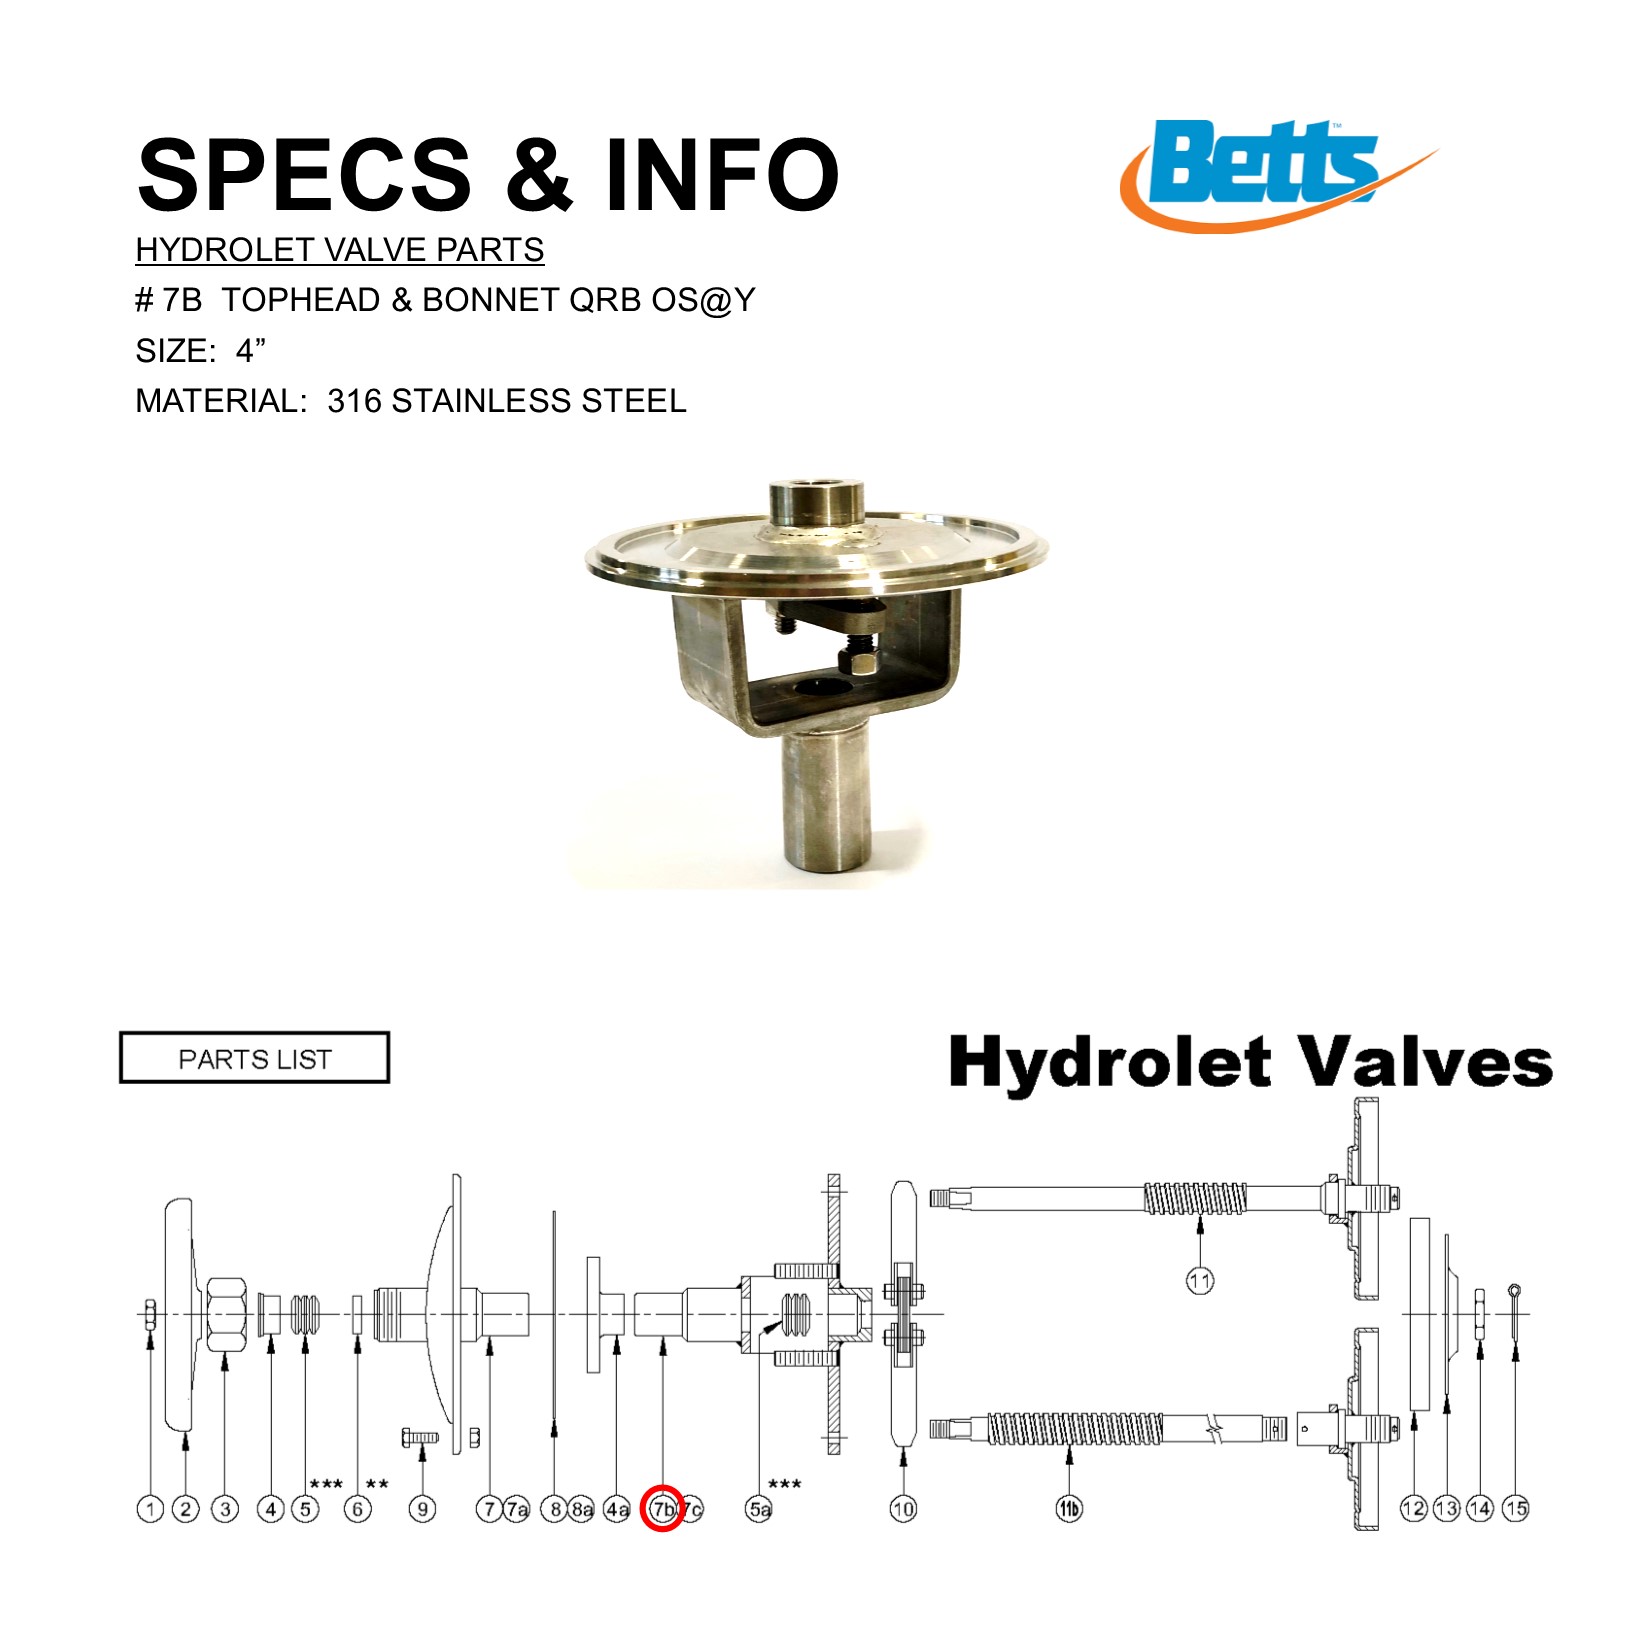 SPECS & INFO
Betts™
HYDROLET VALVE PARTS
# 7B TOPHEAD & BONNET QRB OS@Y
SIZE: 4”
MATERIAL: 316 STAINLESS STEEL
PARTS LIST
Hydrolet Valves
11
*** ** ***
1 2 3 4 5 6 9 7 7a 8 8a 4a 7b 7c 5a 10 11b 12 13 14 15